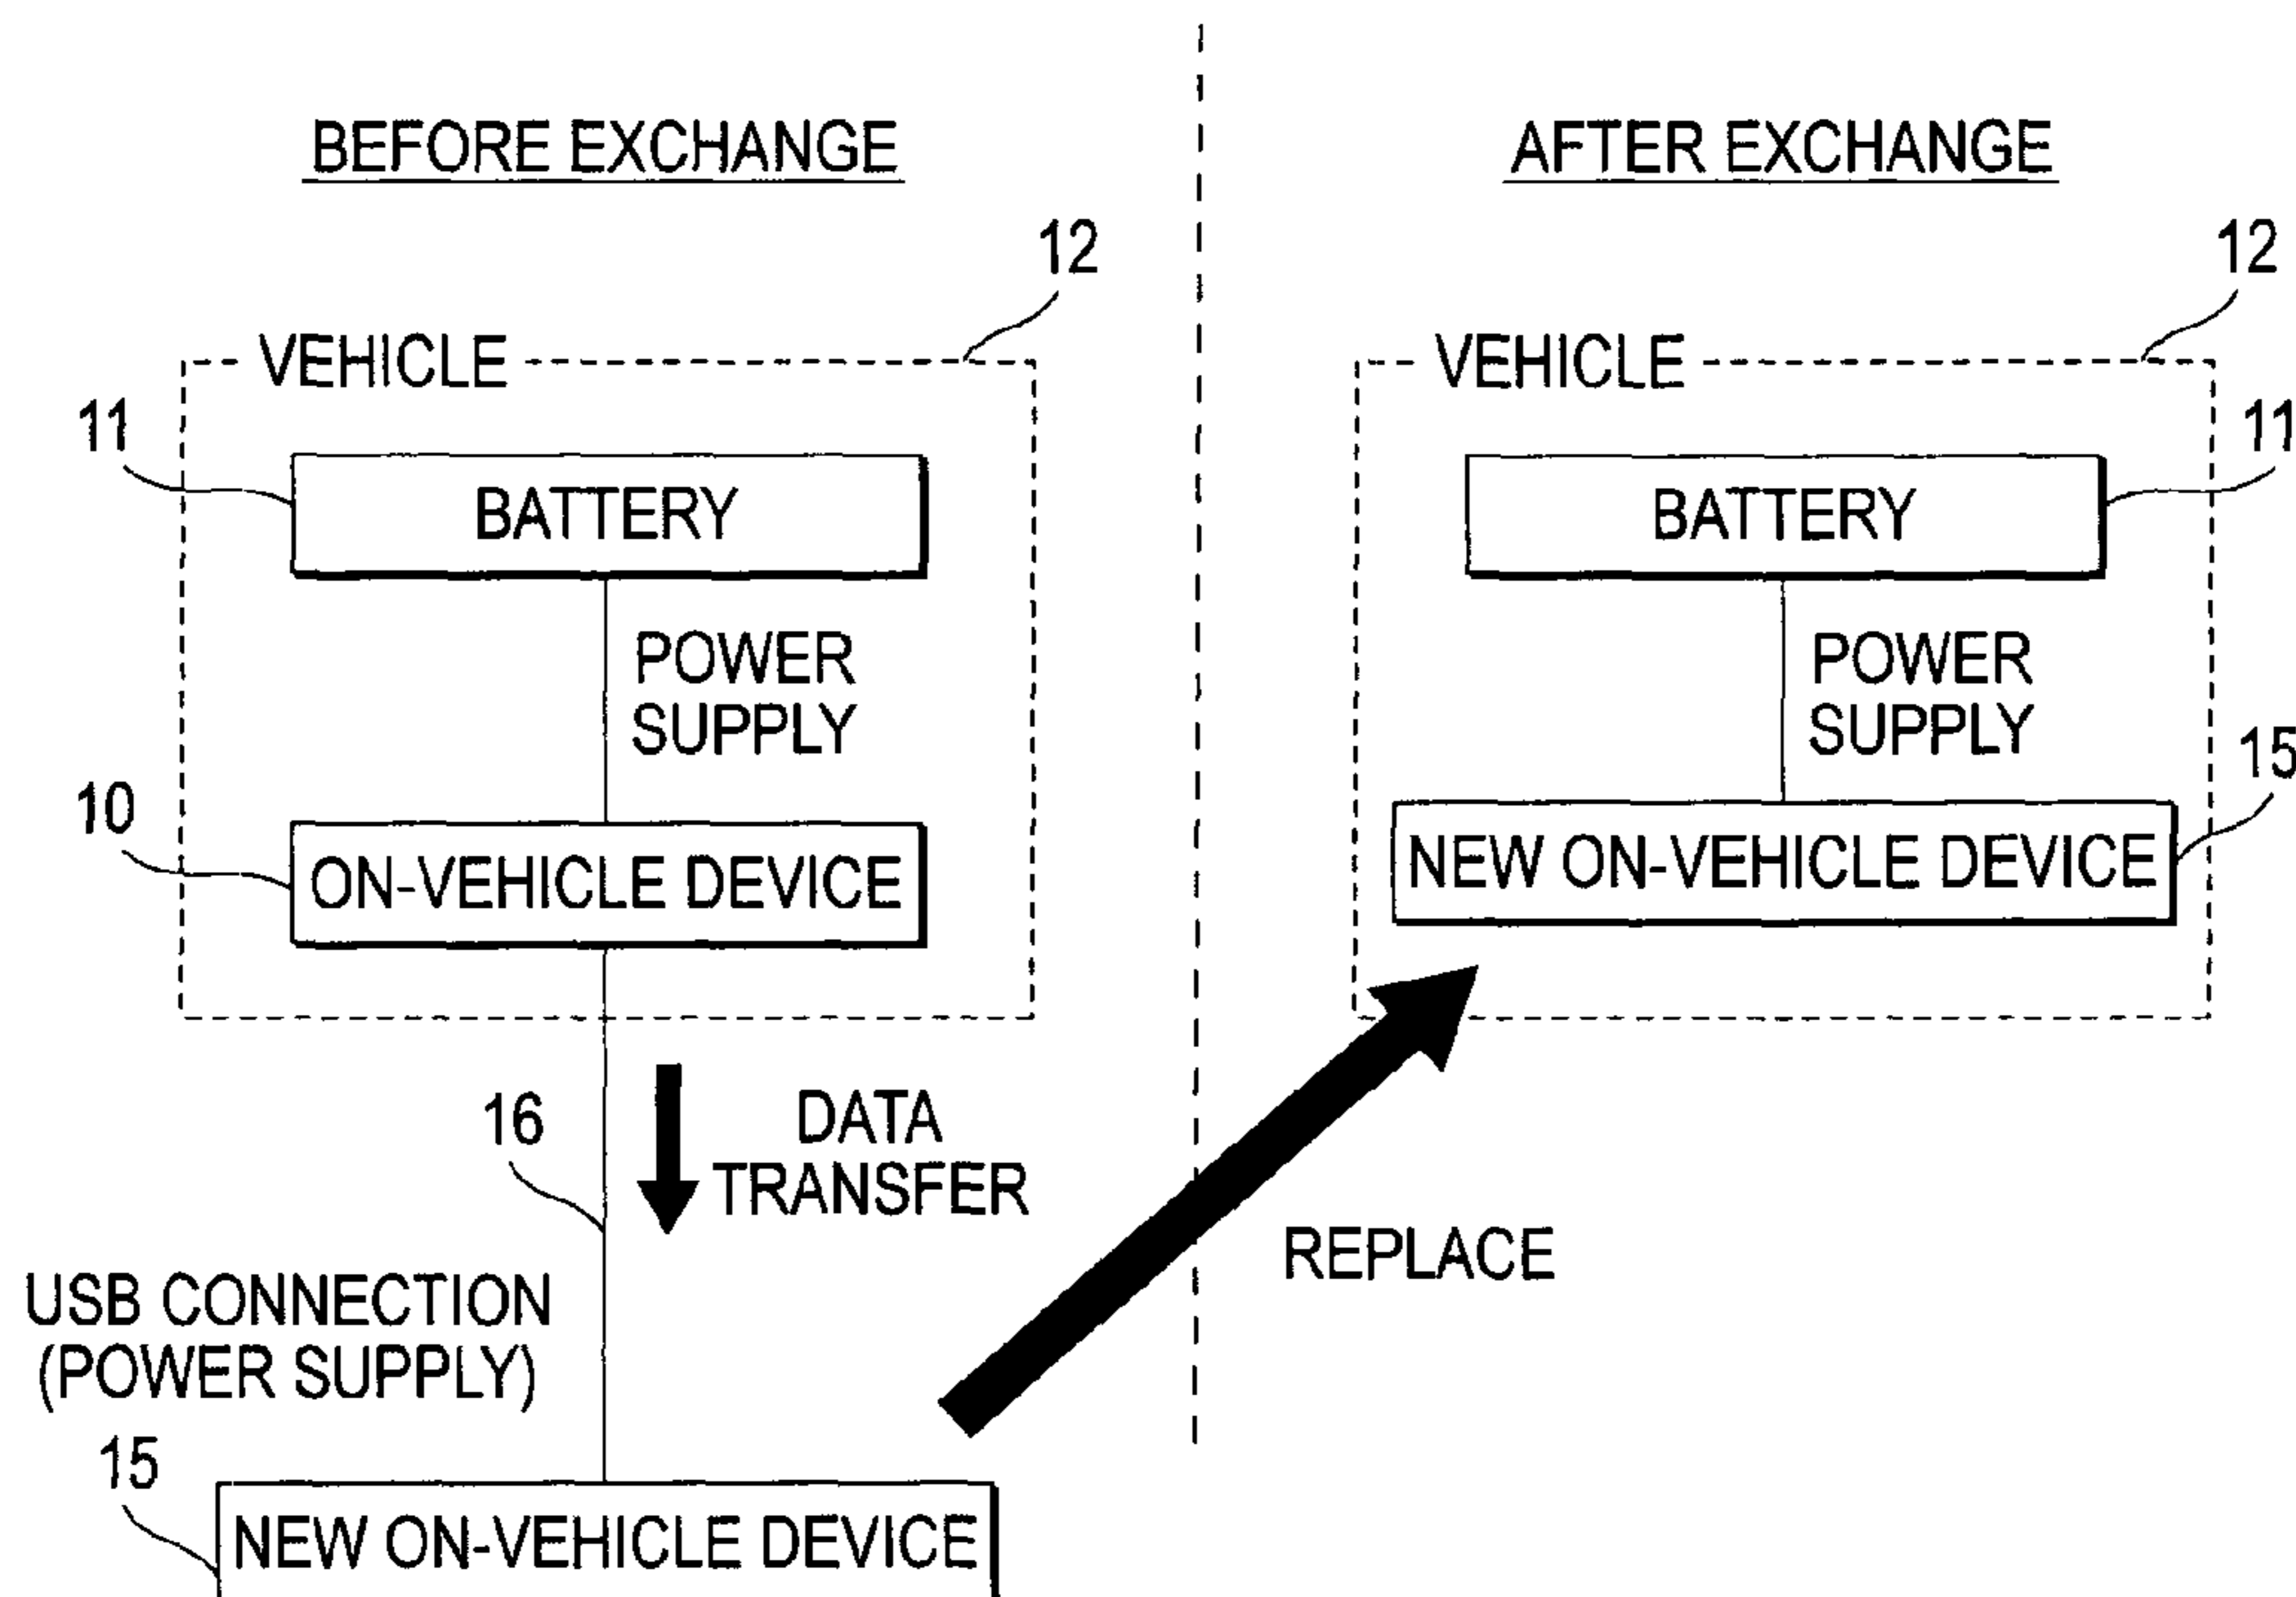 BEFORE EXCHANGE
12
VEHICLE
11
BATTERY
POWER
SUPPLY
10
ON-VEHICLE DEVICE
16
DATA
TRANSFER
USB CONNECTION
(POWER SUPPLY)
15
NEW ON-VEHICLE DEVICE
REPLACE
AFTER EXCHANGE
12
VEHICLE
11
BATTERY
POWER
SUPPLY
15
NEW ON-VEHICLE DEVICE